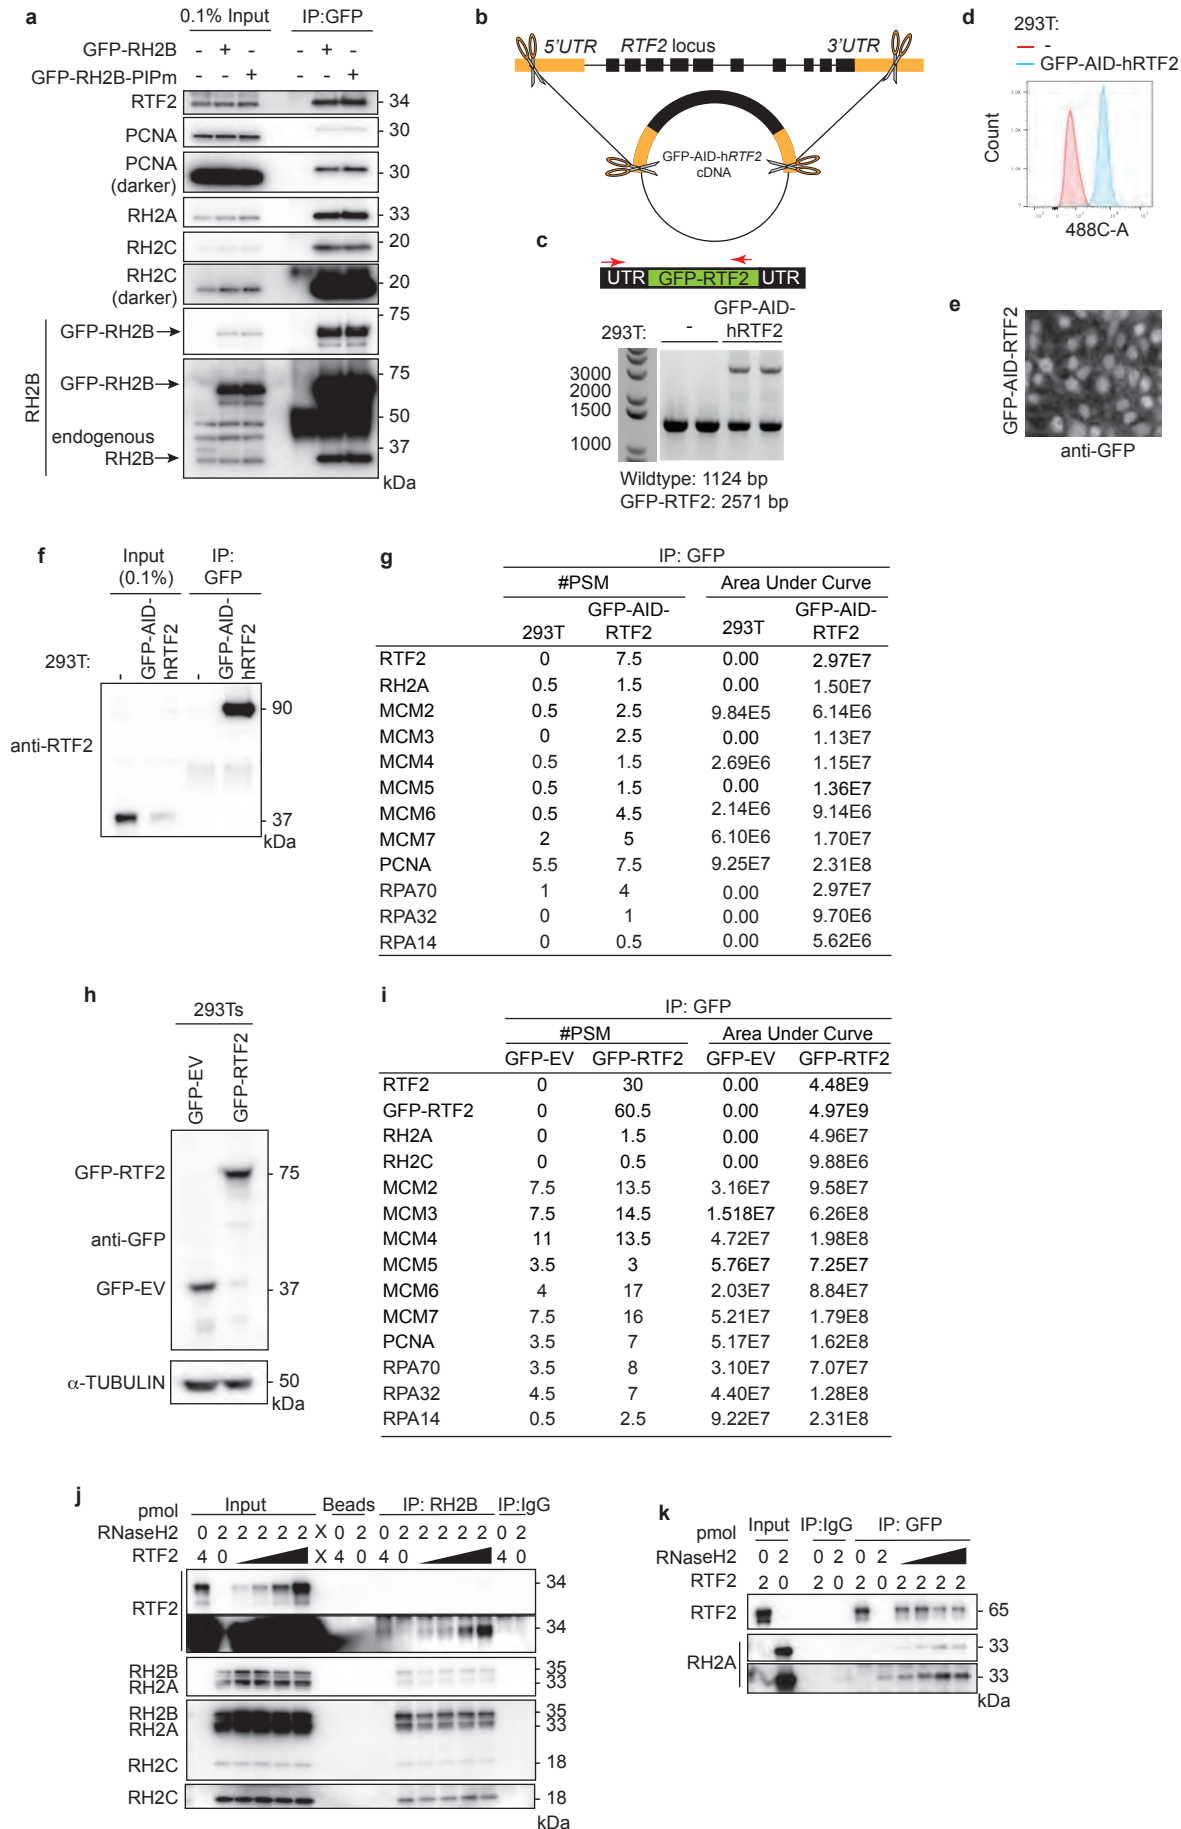 a
0.1% Input IP:GFP
GFP-RH2B - + - - + -
GFP-RH2B-PIPm - - + - - +
RTF2 34
PCNA 30
PCNA (darker) 30
RH2A 33
RH2C 20
RH2C (darker) 20
75
GFP-RH2B
RH2B
GFP-RH2B 75
50
endogenous RH2B 37
kDa
b
5'UTR RTF2 locus 3'UTR
GFP-AID-hRTF2
cDNA
c
UTR GFP-RTF2 UTR
293T: - GFP-AID-hRTF2
3000
2000
1500
1000
Wildtype: 1124 bp
GFP-RTF2: 2571 bp
d
293T:
-
GFP-AID-hRTF2
Count
488C-A
e
GFP-AID-RTF2
anti-GFP
f
Input (0.1%) IP: GFP
293T: - GFP-AID-hRTF2 - GFP-AID-hRTF2
90
anti-RTF2
37
kDa
g
IP: GFP
#PSM Area Under Curve
293T GFP-AID-RTF2 293T GFP-AID-RTF2
RTF2 0 7.5 0.00 2.97E7
RH2A 0.5 1.5 0.00 1.50E7
MCM2 0.5 2.5 9.84E5 6.14E6
MCM3 0 2.5 0.00 1.13E7
MCM4 0.5 1.5 2.69E6 1.15E7
MCM5 0.5 1.5 0.00 1.36E7
MCM6 0.5 4.5 2.14E6 9.14E6
MCM7 2 5 6.10E6 1.70E7
PCNA 5.5 7.5 9.25E7 2.31E8
RPA70 1 4 0.00 2.97E7
RPA32 0 1 0.00 9.70E6
RPA14 0 0.5 0.00 5.62E6
h
293Ts
GFP-EV GFP-RTF2
GFP-RTF2 75
anti-GFP
GFP-EV 37
α-TUBULIN 50
kDa
i
IP: GFP
#PSM Area Under Curve
GFP-EV GFP-RTF2 GFP-EV GFP-RTF2
RTF2 0 30 0.00 4.48E9
GFP-RTF2 0 60.5 0.00 4.97E9
RH2A 0 1.5 0.00 4.96E7
RH2C 0 0.5 0.00 9.88E6
MCM2 7.5 13.5 3.16E7 9.58E7
MCM3 7.5 14.5 1.518E7 6.26E8
MCM4 11 13.5 4.72E7 1.98E8
MCM5 3.5 3 5.76E7 7.25E7
MCM6 4 17 2.03E7 8.84E7
MCM7 7.5 16 5.21E7 1.79E8
PCNA 3.5 7 5.17E7 1.62E8
RPA70 3.5 8 3.10E7 7.07E7
RPA32 4.5 7 4.40E7 1.28E8
RPA14 0.5 2.5 9.22E7 2.31E8
j
pmol Input Beads IP: RH2B IP:IgG
RNaseH2 0 2 2 2 2 2 X 0 2 0 2 2 2 2 2 0 2
RTF2 4 0 X 4 0 4 0 4 0
34
RTF2
34
RH2B 35
RH2A 33
RH2B 35
RH2A 33
RH2C 18
RH2C 18
kDa
k
pmol Input IP:IgG IP: GFP
RNaseH2 0 2 0 2 0 2
RTF2 2 0 2 0 2 0 2 2 2 2
RTF2 65
33
RH2A
33
kDa